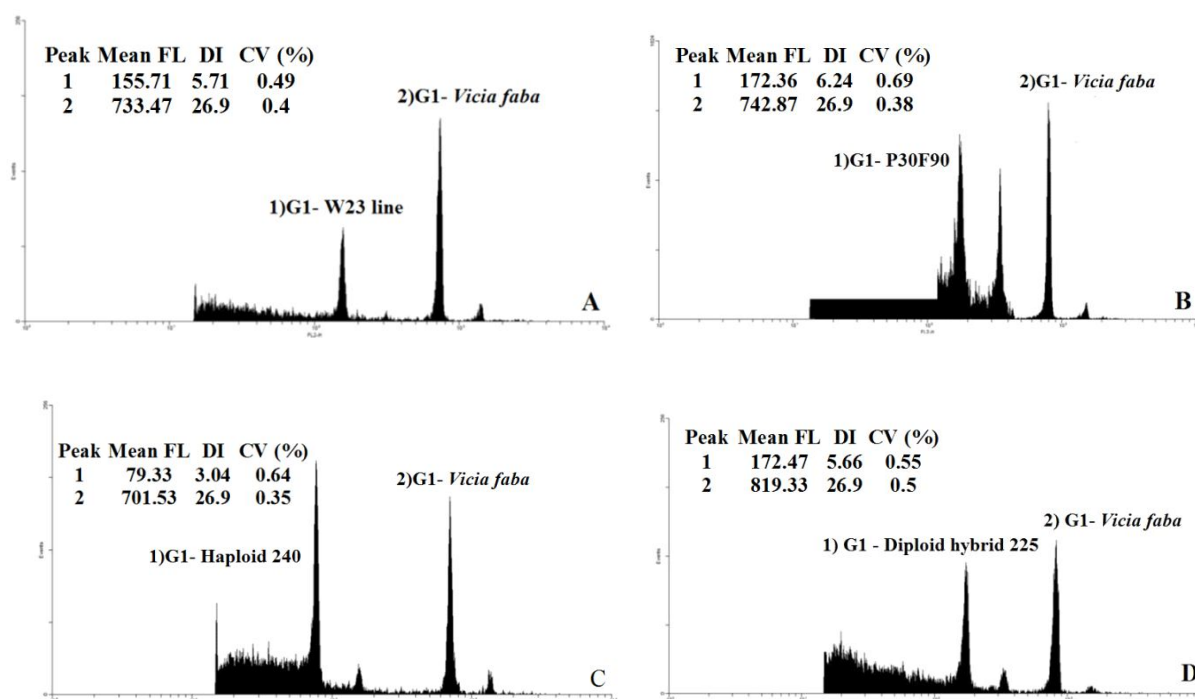 Peak Mean FL DI CV (%)
1 155.71 5.71 0.49
2 733.47 26.9 0.4
2)G1- Vicia faba
1)G1- W23 line
A
Peak Mean FL DI CV (%)
1 172.36 6.24 0.69
2 742.87 26.9 0.38
2)G1- Vicia faba
1)G1- P30F90
B
Peak Mean FL DI CV (%)
1 79.33 3.04 0.64
2 701.53 26.9 0.35
2)G1- Vicia faba
1)G1- Haploid 240
C
Peak Mean FL DI CV (%)
1 172.47 5.66 0.55
2 819.33 26.9 0.5
2) G1- Vicia faba
1) G1 - Diploid hybrid 225
D